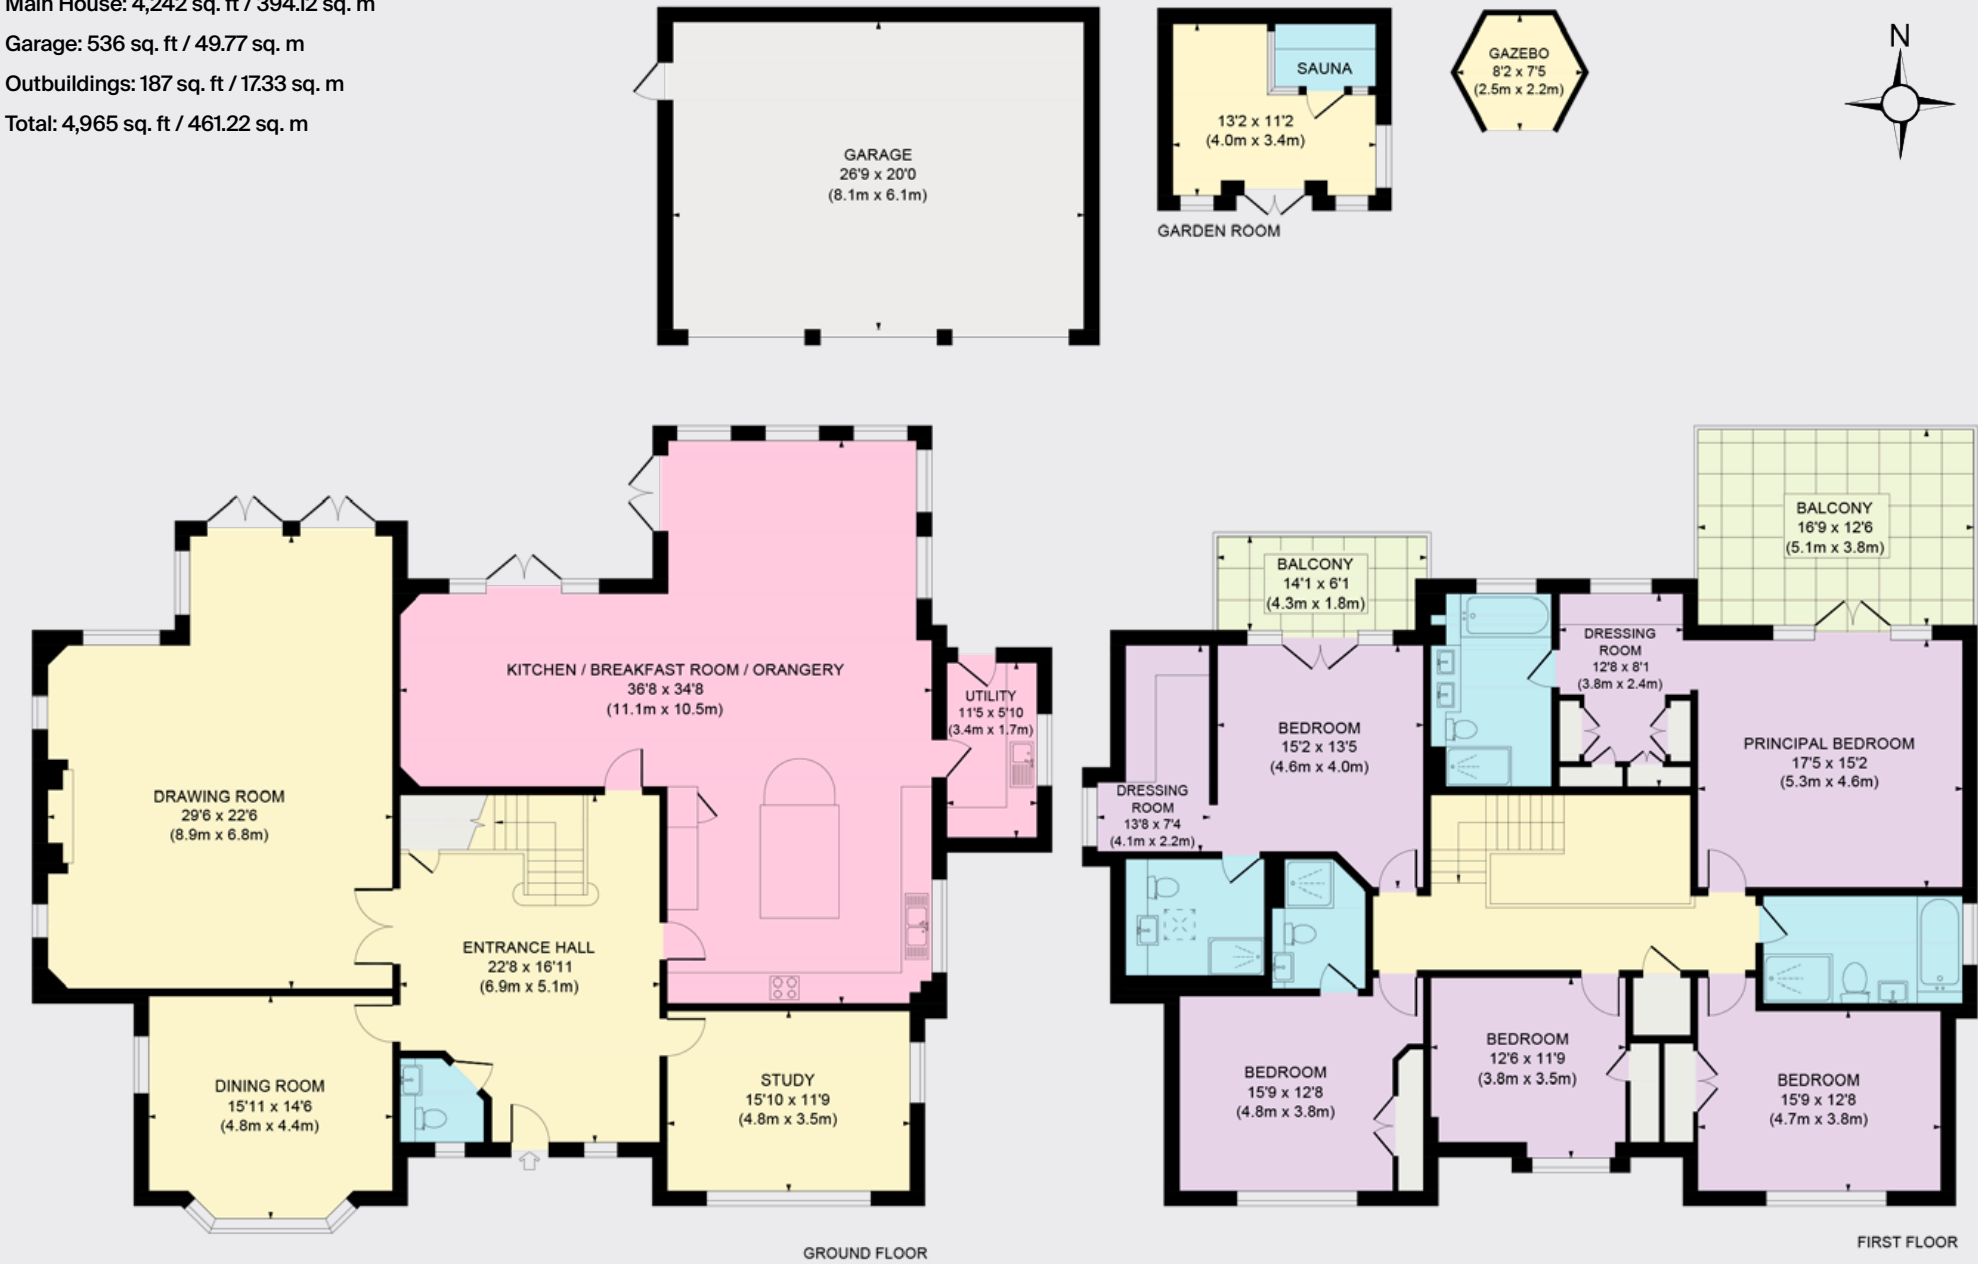 Main House: 4,242 sq. ft / 394.12 sq. m
Garage: 536 sq. ft / 49.77 sq. m
Outbuildings: 187 sq. ft / 17.33 sq. m
Total: 4,965 sq. ft / 461.22 sq. m
GARAGE
26'9 x 20'0
(8.1m x 6.1m)
SAUNA
13'2 x 11'2
(4.0m x 3.4m)
GARDEN ROOM
GAZEBO
8'2 x 7'5
(2.5m x 2.2m)
N
KITCHEN / BREAKFAST ROOM / ORANGERY
36'8 x 34'8
(11.1m x 10.5m)
UTILITY
11'5 x 5'10
(3.4m x 1.7m)
DRAWING ROOM
29'6 x 22'6
(8.9m x 6.8m)
ENTRANCE HALL
22'8 x 16'11
(6.9m x 5.1m)
DINING ROOM
15'11 x 14'6
(4.8m x 4.4m)
STUDY
15'10 x 11'9
(4.8m x 3.5m)
GROUND FLOOR
BALCONY
14'1 x 6'1
(4.3m x 1.8m)
BALCONY
16'9 x 12'6
(5.1m x 3.8m)
DRESSING
ROOM
12'8 x 8'1
(3.8m x 2.4m)
BEDROOM
15'2 x 13'5
(4.6m x 4.0m)
PRINCIPAL BEDROOM
17'5 x 15'2
(5.3m x 4.6m)
DRESSING
ROOM
13'8 x 7'4
(4.1m x 2.2m)
BEDROOM
15'9 x 12'8
(4.8m x 3.8m)
BEDROOM
12'6 x 11'9
(3.8m x 3.5m)
BEDROOM
15'9 x 12'8
(4.7m x 3.8m)
FIRST FLOOR